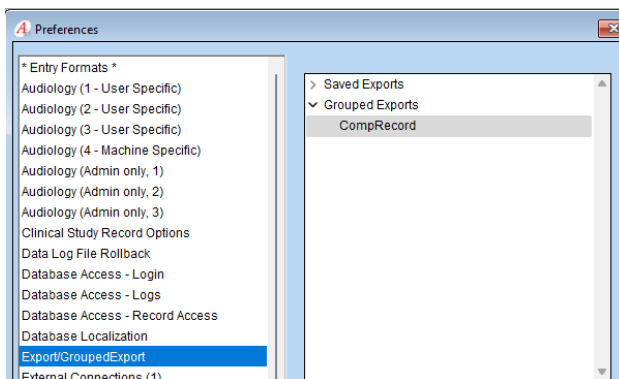 Preferences
* Entry Formats *
Audiology (1 - User Specific)
Audiology (2 - User Specific)
Audiology (3 - User Specific)
Audiology (4 - Machine Specific)
Audiology (Admin only, 1)
Audiology (Admin only, 2)
Audiology (Admin only, 3)
Clinical Study Record Options
Data Log File Rollback
Database Access - Login
Database Access - Logs
Database Access - Record Access
Database Localization
Export/GroupedExport
External Connections (1)
Saved Exports
Grouped Exports
CompRecord